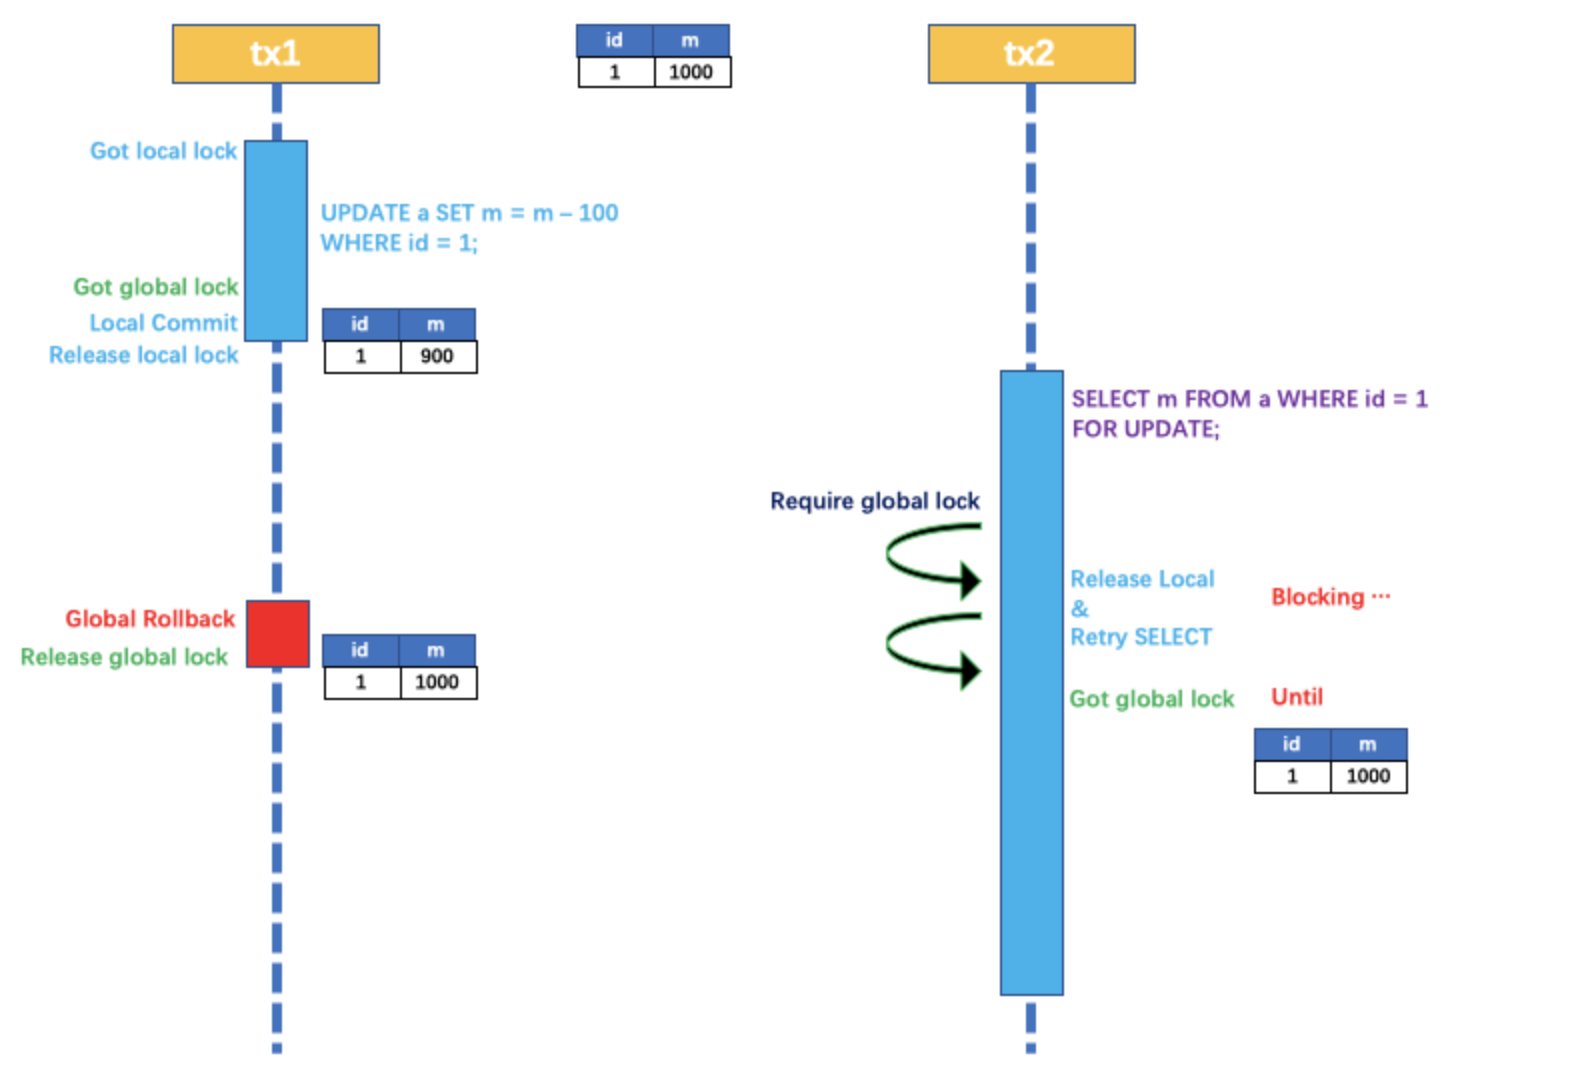 tx1
id m
1 1000
tx2
Got local lock
UPDATE a SET m = m – 100
WHERE id = 1;
Got global lock
Local Commit
Release local lock
id m
1 900
SELECT m FROM a WHERE id = 1
FOR UPDATE;
Require global lock
Release Local
&
Retry SELECT
Blocking ···
Global Rollback
Release global lock
id m
1 1000
Got global lock
Until
id m
1 1000